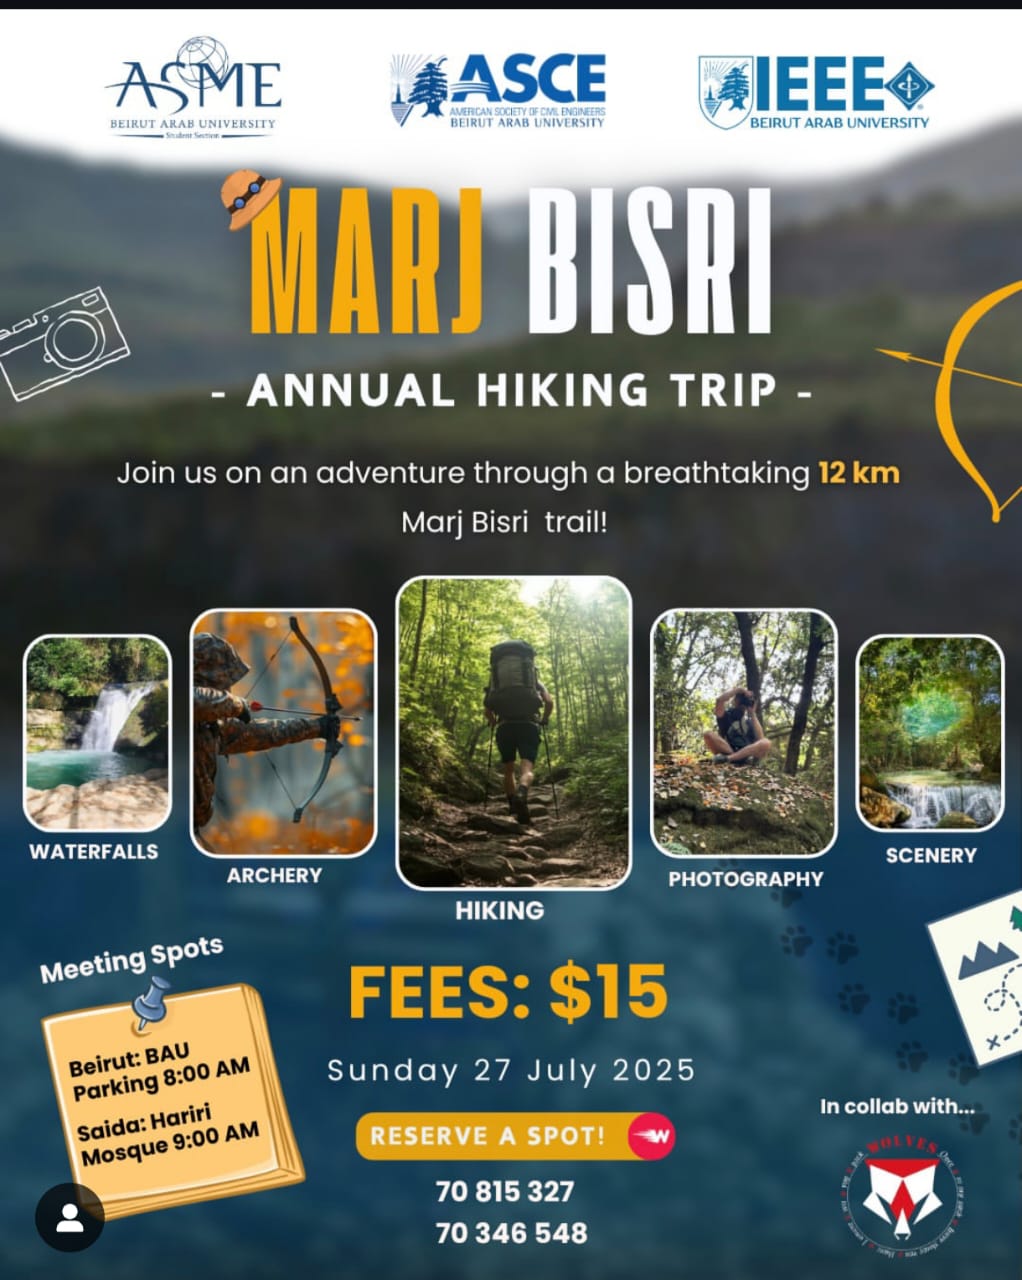 ASME
BEIRUT ARAB UNIVERSITY
Student Section
ASCE
AMERICAN SOCIETY OF CIVIL ENGINEERS
BEIRUT ARAB UNIVERSITY
IEEE
BEIRUT ARAB UNIVERSITY
MARJ BISRI
- ANNUAL HIKING TRIP -
Join us on an adventure through a breathtaking 12 km
Marj Bisri trail!
WATERFALLS
ARCHERY
HIKING
PHOTOGRAPHY
SCENERY
Meeting Spots
Beirut: BAU
Parking 8:00 AM
Saida: Hariri
Mosque 9:00 AM
FEES: $15
Sunday 27 July 2025
RESERVE A SPOT!
W
70 815 327
70 346 548
In collab with...
WOLVES